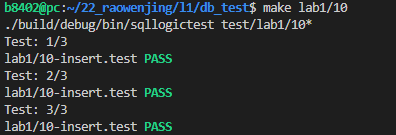 b8402@pc:~/22_raowenjing/l1/db_test$ make lab1/10
./build/debug/bin/sqllogictest test/lab1/10*
Test: 1/3
lab1/10-insert.test PASS
Test: 2/3
lab1/10-insert.test PASS
Test: 3/3
lab1/10-insert.test PASS